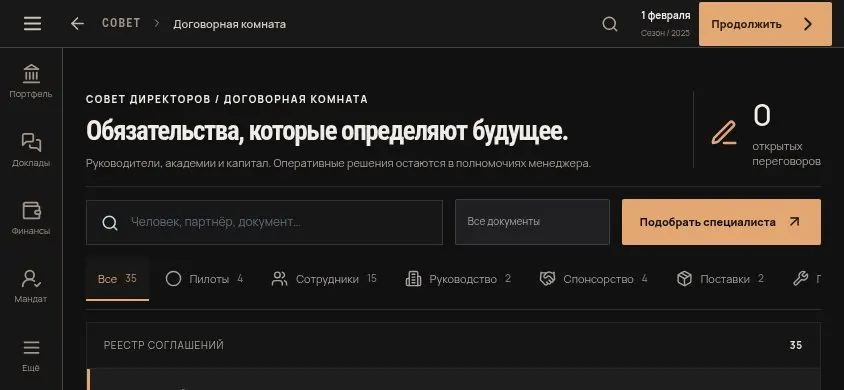 СОВЕТ > Договорная комната
1 февраля
Сезон / 2025
Продолжить
Портфель
Доклады
Финансы
Мандат
Ещё
СОВЕТ ДИРЕКТОРОВ / ДОГОВОРНАЯ КОМНАТА
Обязательства, которые определяют будущее.
Руководители, академии и капитал. Оперативные решения остаются в полномочиях менеджера.
0
открытых
переговоров
Человек, партнёр, документ...
Все документы
Подобрать специалиста
Все 35
Пилоты 4
Сотрудники 15
Руководство 2
Спонсорство 4
Поставки 2
РЕЕСТР СОГЛАШЕНИЙ 35